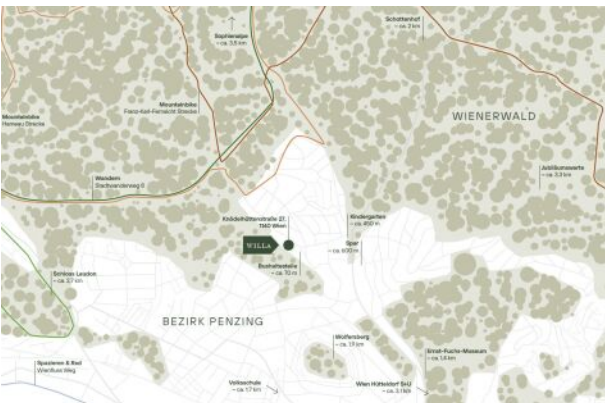 Schottenhof
– ca. 2 km
Sophienalpe
– ca. 3,5 km
Mountainbike
Franz-Karl-Fernsicht Strecke
Mountainbike
Hameau Strecke
WIENERWALD
Jubiläumswarte
– ca. 3,3 km
Wandern
Stadtwanderweg 8
Knödelhüttenstraße 27,
1140 Wien
WILLA
Kindergarten
– ca. 450 m
Spar
– ca. 600 m
Bushaltestelle
– ca. 70 m
Schloss Laudon
– ca. 2,7 km
BEZIRK PENZING
Wolfersberg
– ca. 1,9 km
Ernst-Fuchs-Museum
– ca. 1,6 km
Spazieren & Rad
Wienfluss Weg
Volksschule
– ca. 1,7 km
Wien Hütteldorf S+U
– ca. 3,1 km